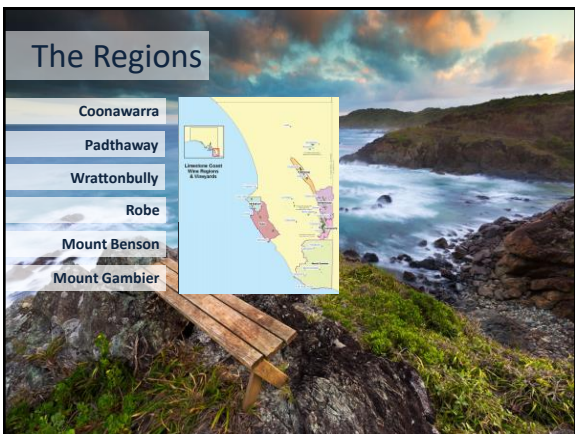 The Regions
Coonawarra
Padthaway
Wrattonbully
Robe
Mount Benson
Mount Gambier
Limestone Coast
Wine Regions
& Vineyards